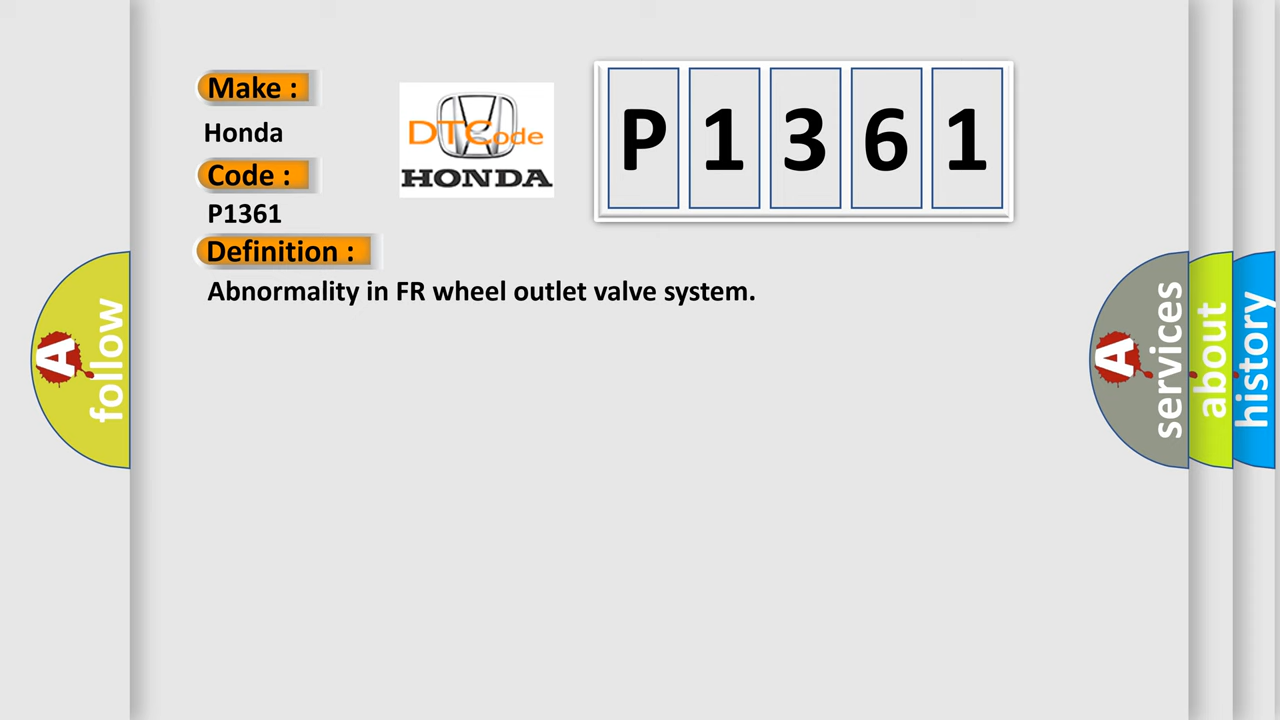 Make :
Honda
Code :
P1361
Definition :
Abnormality in FR wheel outlet valve system.
DTCode
HONDA
P 1 3 6 1
A follow
A services
about
history